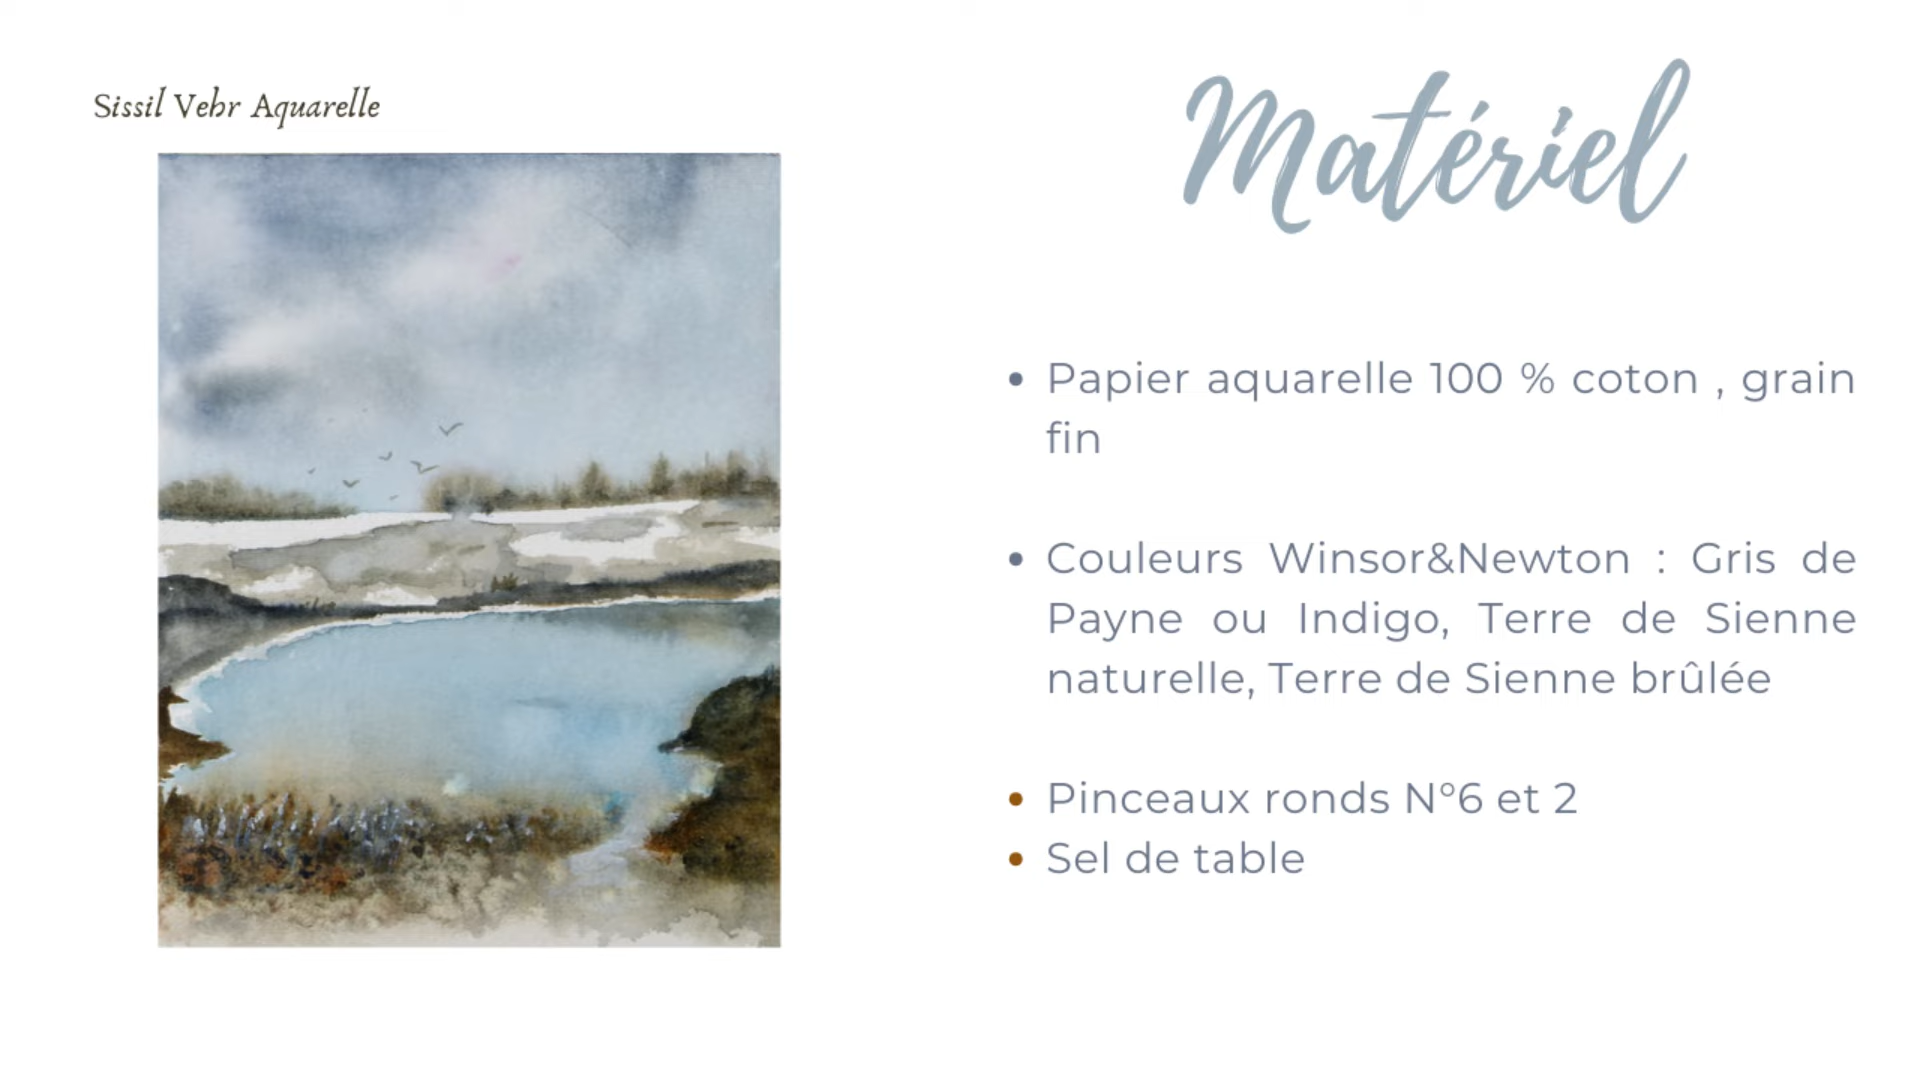 Sissil Vehr Aquarelle
Matériel
• Papier aquarelle 100 % coton , grain
fin
• Couleurs Winsor&Newton : Gris de
Payne ou Indigo, Terre de Sienne
naturelle, Terre de Sienne brûlée
• Pinceaux ronds N°6 et 2
• Sel de table